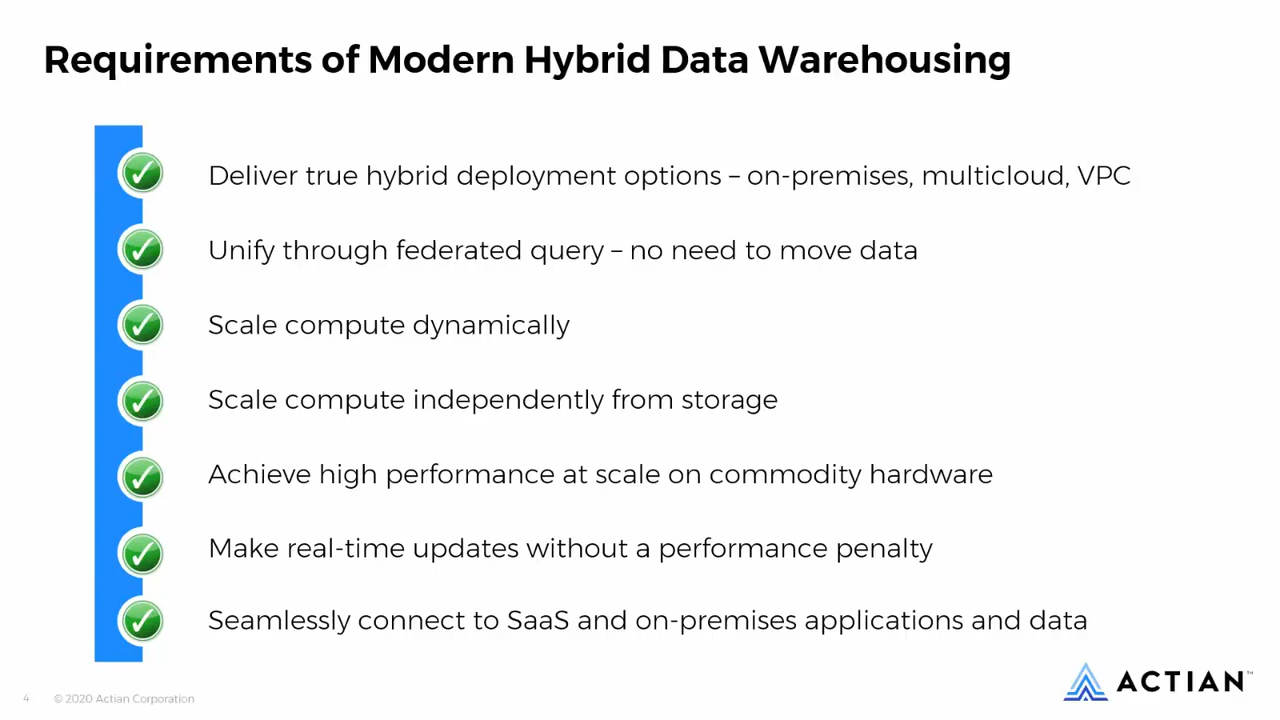 Requirements of Modern Hybrid Data Warehousing
Deliver true hybrid deployment options – on-premises, multicloud, VPC
Unify through federated query – no need to move data
Scale compute dynamically
Scale compute independently from storage
Achieve high performance at scale on commodity hardware
Make real-time updates without a performance penalty
Seamlessly connect to SaaS and on-premises applications and data
4 © 2020 Actian Corporation
ACTIAN™